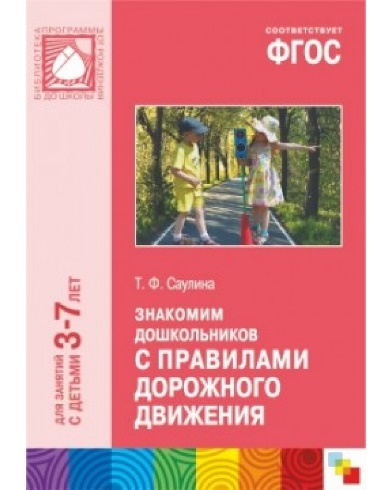 СООТВЕТСТВУЕТ
ФГОС
БИБЛИОТЕКА
ПРОГРАММЫ
ОТ РОЖДЕНИЯ
ДО ШКОЛЫ
Т. Ф. Саулина
ЗНАКОМИМ
ДОШКОЛЬНИКОВ
С ПРАВИЛАМИ
ДОРОЖНОГО
ДВИЖЕНИЯ
ДЛЯ ЗАНЯТИЙ
С ДЕТЬМИ 3-7 ЛЕТ